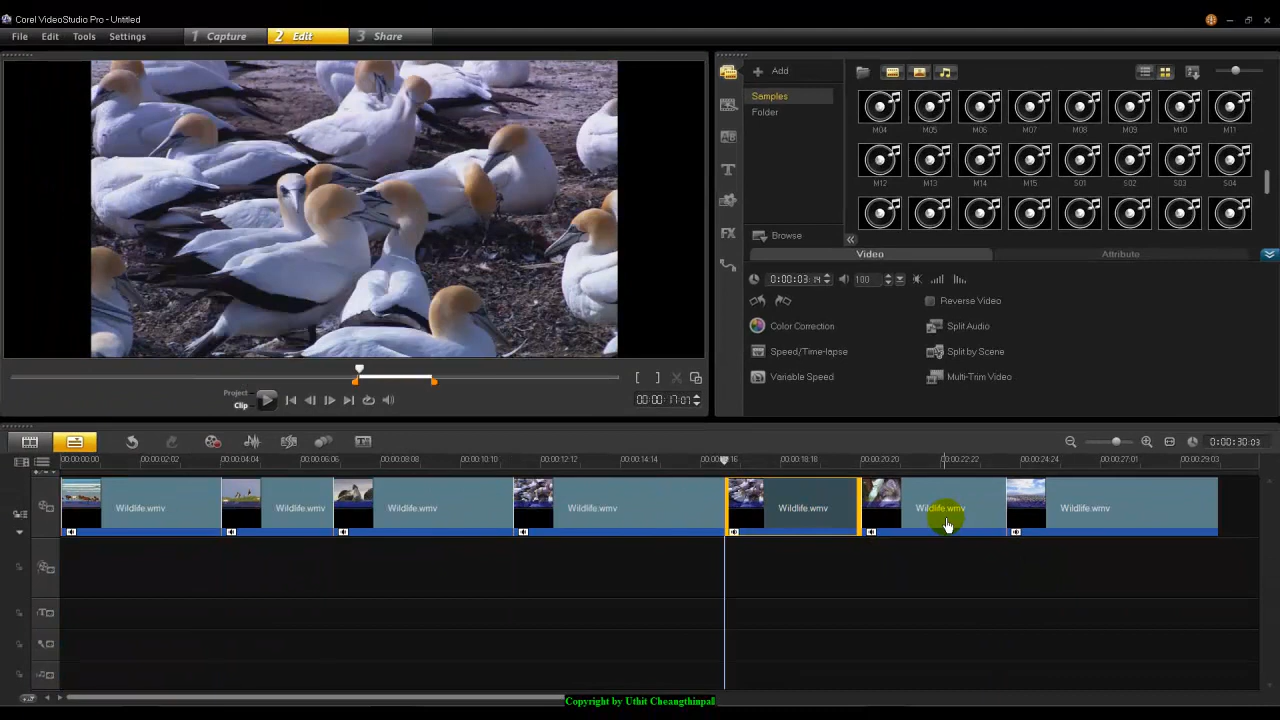 Corel VideoStudio Pro - Untitled
File Edit Tools Settings 1 Capture 2 Edit 3 Share
Add
Samples
Folder
M04 M05 M06 M07 M08 M09 M10 M11
M12 M13 M14 M15 S01 S02 S03 S04
Browse
Video Attribute
0:00:03:14 100
Reverse Video
Color Correction Split Audio
Speed/Time-lapse Split by Scene
Variable Speed Multi-Trim Video
Project
Clip
00:00:17:07
0:00:30:03
00:00:00:00 00:00:02:02 00:00:04:04 00:00:06:06 00:00:08:08 00:00:10:10 00:00:12:12 00:00:14:14 00:00:18:18 00:00:20:20 00:00:22:22 00:00:24:24 00:00:27:01 00:00:29:03
Wildlife.wmv Wildlife.wmv Wildlife.wmv Wildlife.wmv Wildlife.wmv Wildlife.wmv Wildlife.wmv
Copyright by Uthit Cheangthinpall